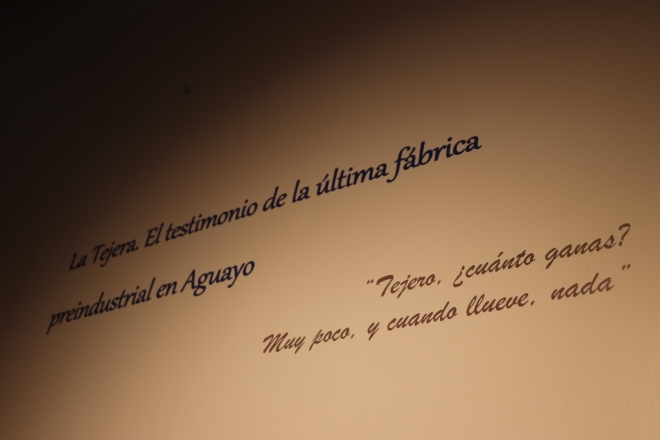 La Tejera. El testimonio de la última fábrica
preindustrial en Aguayo
"Tejero, ¿cuánto ganas?
Muy poco, y cuando llueve, nada"